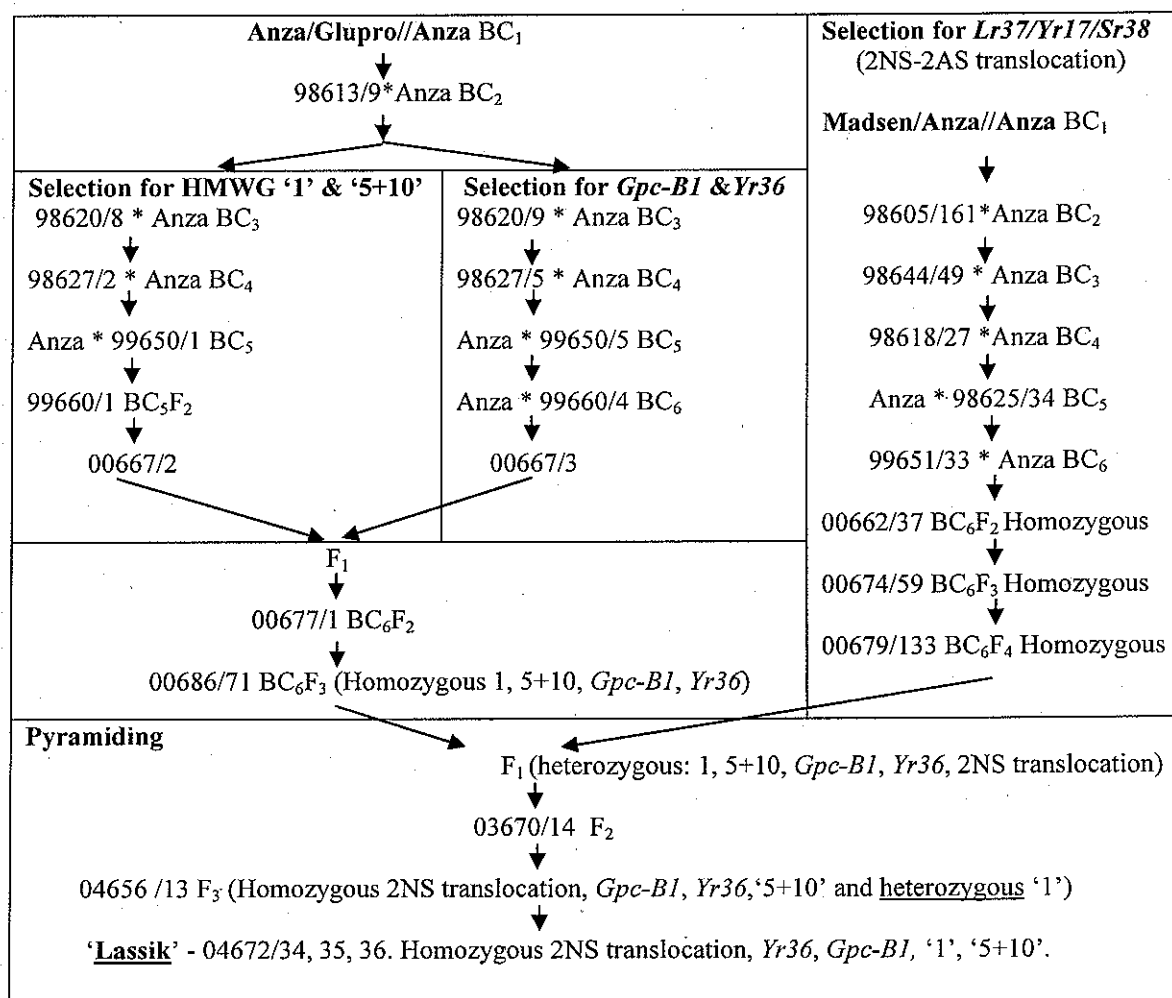 Anza/Glupro//Anza BC₁
98613/9*Anza BC₂
Selection for HMWG ‘1’ & ‘5+10’
98620/8 * Anza BC₃
98627/2 * Anza BC₄
Anza * 99650/1 BC₅
99660/1 BC₅F₂
00667/2
Selection for Gpc-B1 &Yr36
98620/9 * Anza BC₃
98627/5 * Anza BC₄
Anza * 99650/5 BC₅
Anza * 99660/4 BC₆
00667/3
F₁
00677/1 BC₆F₂
00686/71 BC₆F₃ (Homozygous 1, 5+10, Gpc-B1, Yr36)
Selection for Lr37/Yr17/Sr38
(2NS-2AS translocation)
Madsen/Anza//Anza BC₁
98605/161*Anza BC₂
98644/49 * Anza BC₃
98618/27 *Anza BC₄
Anza * 98625/34 BC₅
99651/33 * Anza BC₆
00662/37 BC₆F₂ Homozygous
00674/59 BC₆F₃ Homozygous
00679/133 BC₆F₄ Homozygous
Pyramiding
F₁ (heterozygous: 1, 5+10, Gpc-B1, Yr36, 2NS translocation)
03670/14 F₂
04656 /13 F₃ (Homozygous 2NS translocation, Gpc-B1, Yr36,‘5+10’ and heterozygous ‘1’)
‘Lassik’ - 04672/34, 35, 36. Homozygous 2NS translocation, Yr36, Gpc-B1, ‘1’, ‘5+10’.